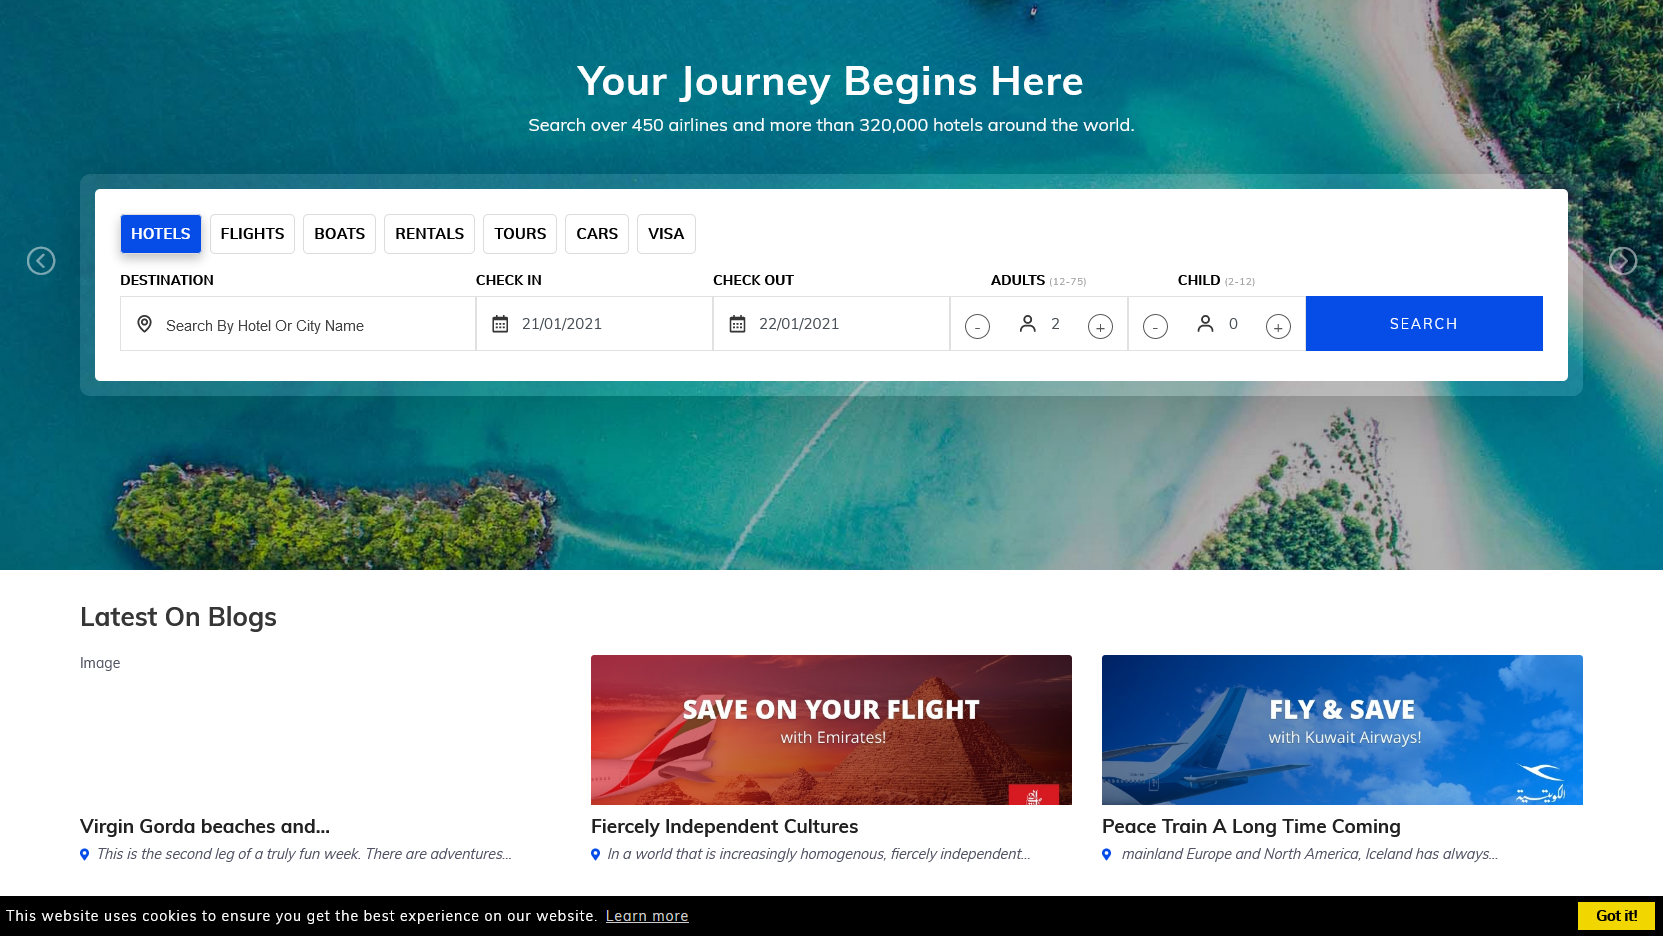 Your Journey Begins Here
Search over 450 airlines and more than 320,000 hotels around the world.
HOTELS FLIGHTS BOATS RENTALS TOURS CARS VISA
DESTINATION CHECK IN CHECK OUT ADULTS (12-75) CHILD (2-12)
Search By Hotel Or City Name 21/01/2021 22/01/2021 - 2 + - 0 + SEARCH
Latest On Blogs
Image
SAVE ON YOUR FLIGHT
with Emirates!
FLY & SAVE
with Kuwait Airways!
الكويتية
Virgin Gorda beaches and...
This is the second leg of a truly fun week. There are adventures...
Fiercely Independent Cultures
In a world that is increasingly homogenous, fiercely independent...
Peace Train A Long Time Coming
mainland Europe and North America, Iceland has always...
This website uses cookies to ensure you get the best experience on our website. Learn more
Got it!